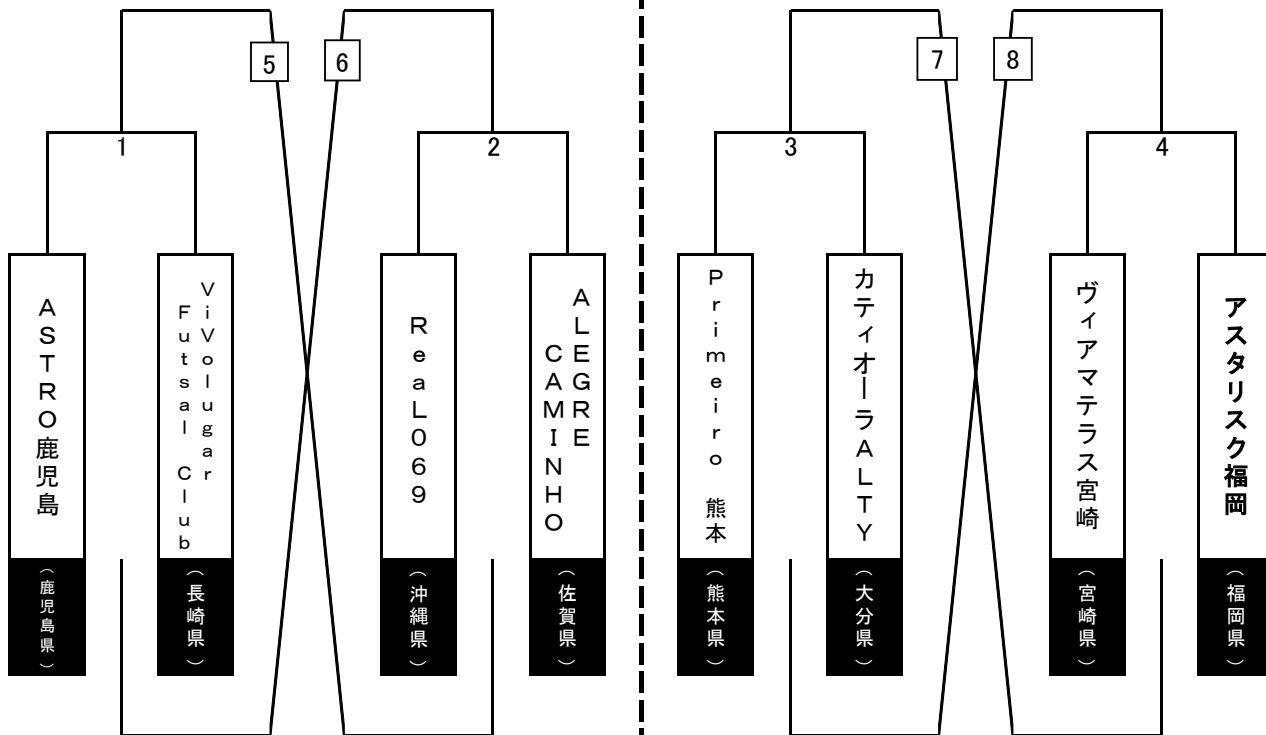 5
6
7
8
1
2
3
4
ASTRO鹿児島
ViVolugar
Futsal Club
ReaL069
ALEGRE
CAMINHO
Primeiro 熊本
カティオーラALTY
ヴィアマテラス宮崎
アスタリスク福岡
（鹿児島県）
（長崎県）
（沖縄県）
（佐賀県）
（熊本県）
（大分県）
（宮崎県）
（福岡県）